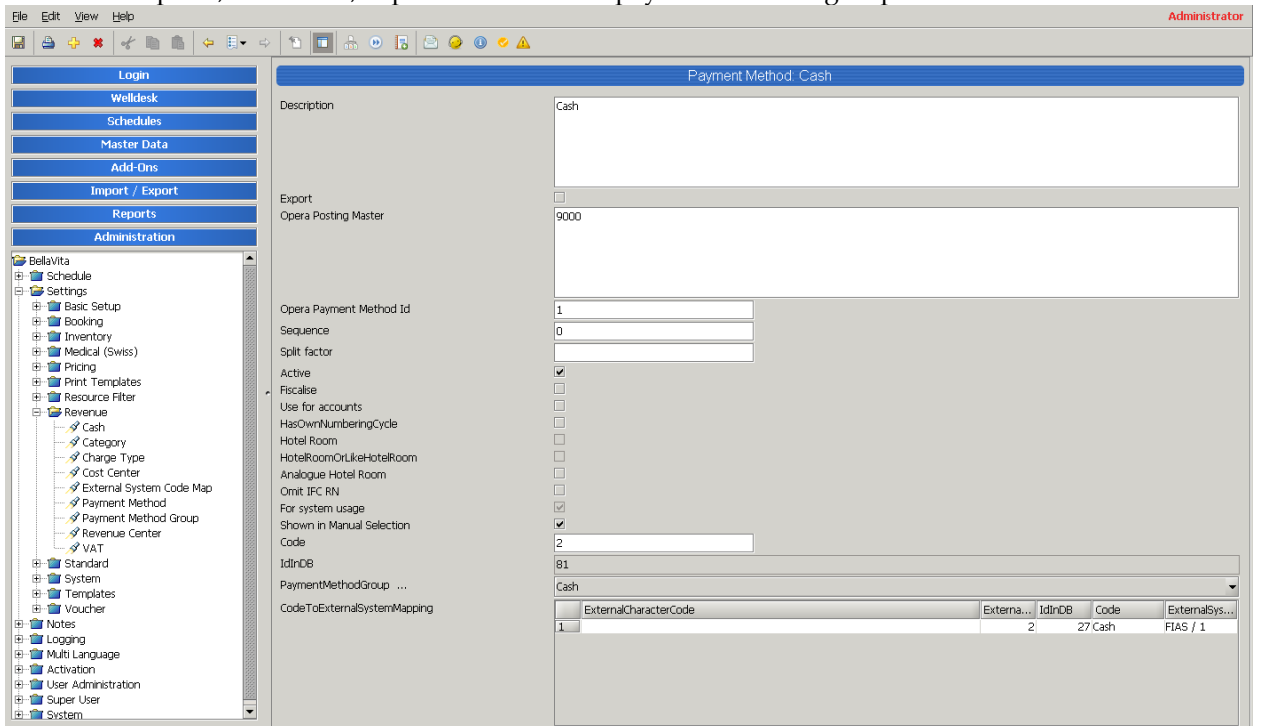 File Edit View Help Administrator
Login
Welldesk
Schedules
Master Data
Add-Ons
Import / Export
Reports
Administration
BellaVita
Schedule
Settings
Basic Setup
Booking
Inventory
Medical (Swiss)
Pricing
Print Templates
Resource Filter
Revenue
Cash
Category
Charge Type
Cost Center
External System Code Map
Payment Method
Payment Method Group
Revenue Center
VAT
Standard
System
Templates
Voucher
Notes
Logging
Multi Language
Activation
User Administration
Super User
System
Payment Method: Cash
Description Cash
Export
Opera Posting Master 9000
Opera Payment Method Id 1
Sequence 0
Split factor
Active
Fiscalise
Use for accounts
HasOwnNumberingCycle
Hotel Room
HotelRoomOrLikeHotelRoom
Analogue Hotel Room
Omit IFC RN
For system usage
Shown in Manual Selection
Code 2
IdInDB 81
PaymentMethodGroup ... Cash
CodeToExternalSystemMapping
ExternalCharacterCode Externa... IdInDB Code ExternalSys...
1 2 27 Cash FIAS / 1